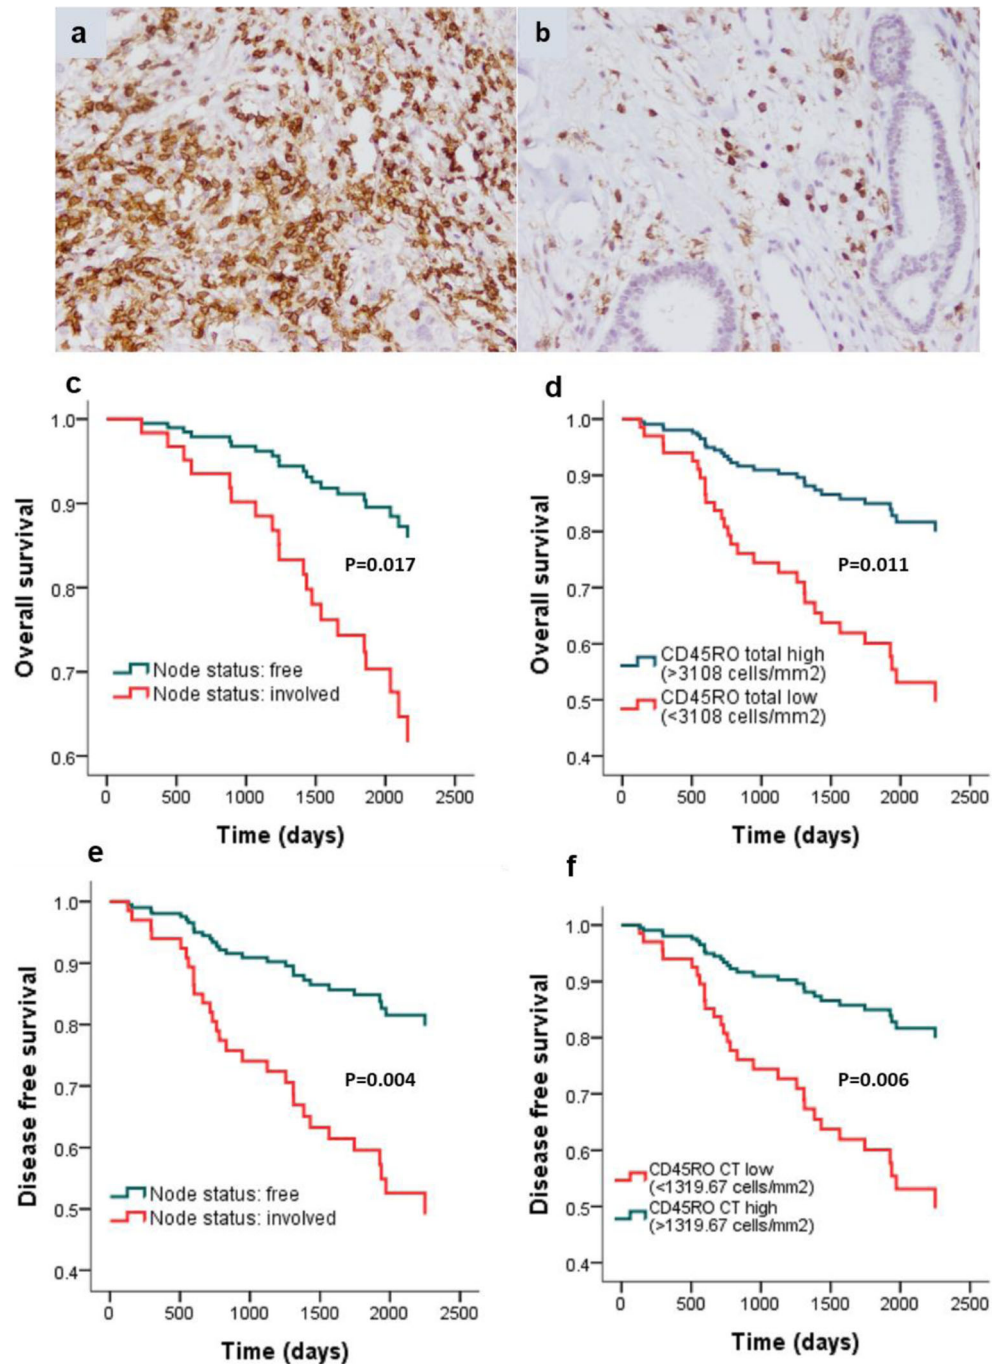 a
b
c
d
1.0
0.9
0.8
0.7
0.6
Overall survival
P=0.017
Node status: free
Node status: involved
0 500 1000 1500 2000 2500
Time (days)
1.0
0.9
0.8
0.7
0.6
0.5
0.4
Overall survival
P=0.011
CD45RO total high
(>3108 cells/mm2)
CD45RO total low
(<3108 cells/mm2)
0 500 1000 1500 2000 2500
Time (days)
e
f
1.0
0.9
0.8
0.7
0.6
0.5
0.4
Disease free survival
P=0.004
Node status: free
Node status: involved
0 500 1000 1500 2000 2500
Time (days)
1.0
0.9
0.8
0.7
0.6
0.5
0.4
Disease free survival
P=0.006
CD45RO CT low
(<1319.67 cells/mm2)
CD45RO CT high
(>1319.67 cells/mm2)
0 500 1000 1500 2000 2500
Time (days)